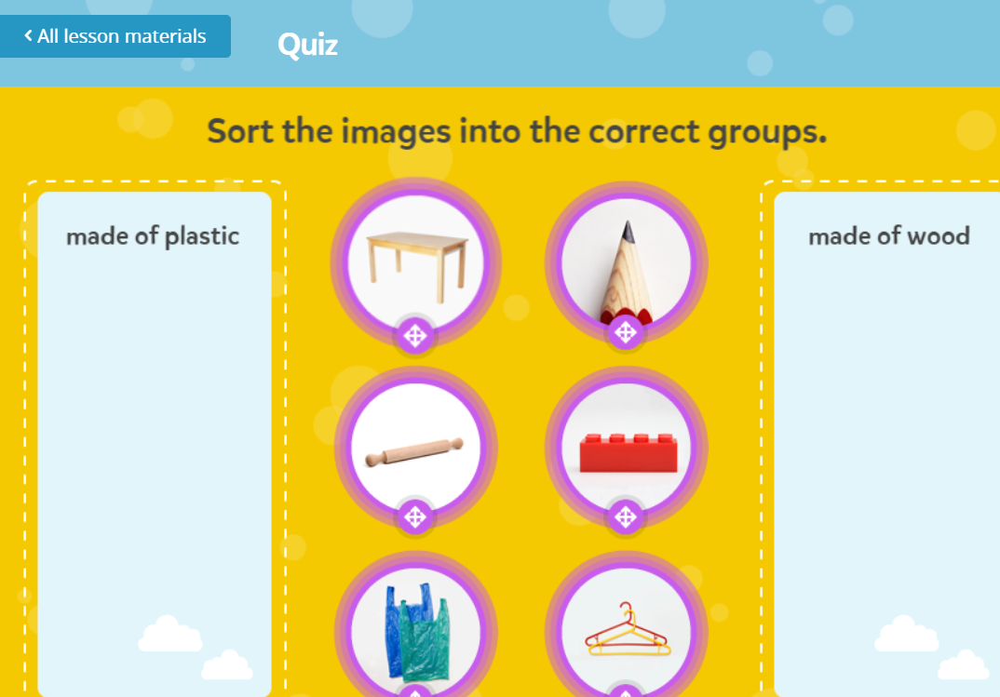 All lesson materials
Quiz
Sort the images into the correct groups.
made of plastic
made of wood